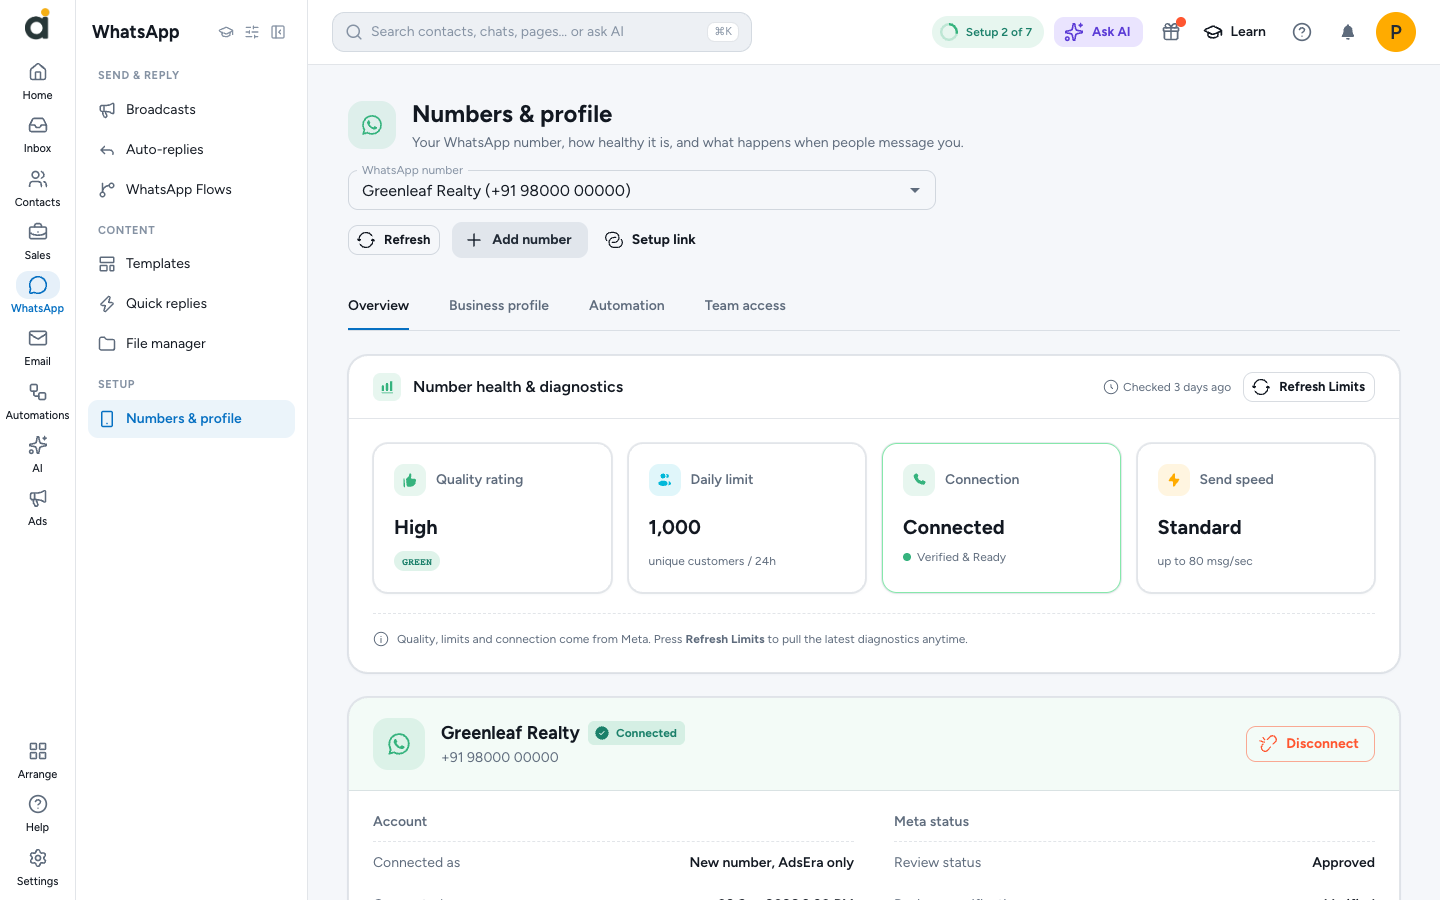 WhatsApp
Search contacts, chats, pages... or ask AI
⌘K
Setup 2 of 7
Ask AI
Learn
P
Home
Inbox
Contacts
Sales
WhatsApp
Email
Automations
AI
Ads
Arrange
Help
Settings
SEND & REPLY
Broadcasts
Auto-replies
WhatsApp Flows
CONTENT
Templates
Quick replies
File manager
SETUP
Numbers & profile
Numbers & profile
Your WhatsApp number, how healthy it is, and what happens when people message you.
WhatsApp number
Greenleaf Realty (+91 98000 00000)
Refresh
Add number
Setup link
Overview
Business profile
Automation
Team access
Number health & diagnostics
Checked 3 days ago
Refresh Limits
Quality rating
High
GREEN
Daily limit
1,000
unique customers / 24h
Connection
Connected
Verified & Ready
Send speed
Standard
up to 80 msg/sec
Quality, limits and connection come from Meta. Press Refresh Limits to pull the latest diagnostics anytime.
Greenleaf Realty
Connected
+91 98000 00000
Disconnect
Account
Connected as
New number, AdsEra only
Meta status
Review status
Approved